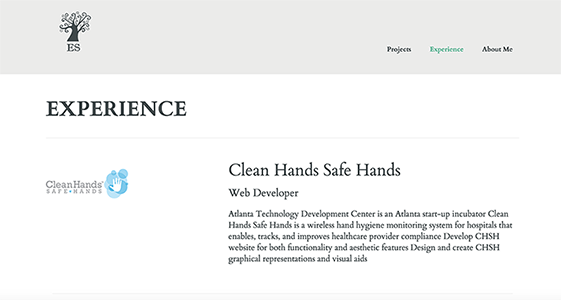 ES
Projects
Experience
About Me
EXPERIENCE
CleanHands
SAFE•HANDS
Clean Hands Safe Hands
Web Developer
Atlanta Technology Development Center is an Atlanta start-up incubator Clean
Hands Safe Hands is a wireless hand hygiene monitoring system for hospitals that
enables, tracks, and improves healthcare provider compliance Develop CHSH
website for both functionality and aesthetic features Design and create CHSH
graphical representations and visual aids